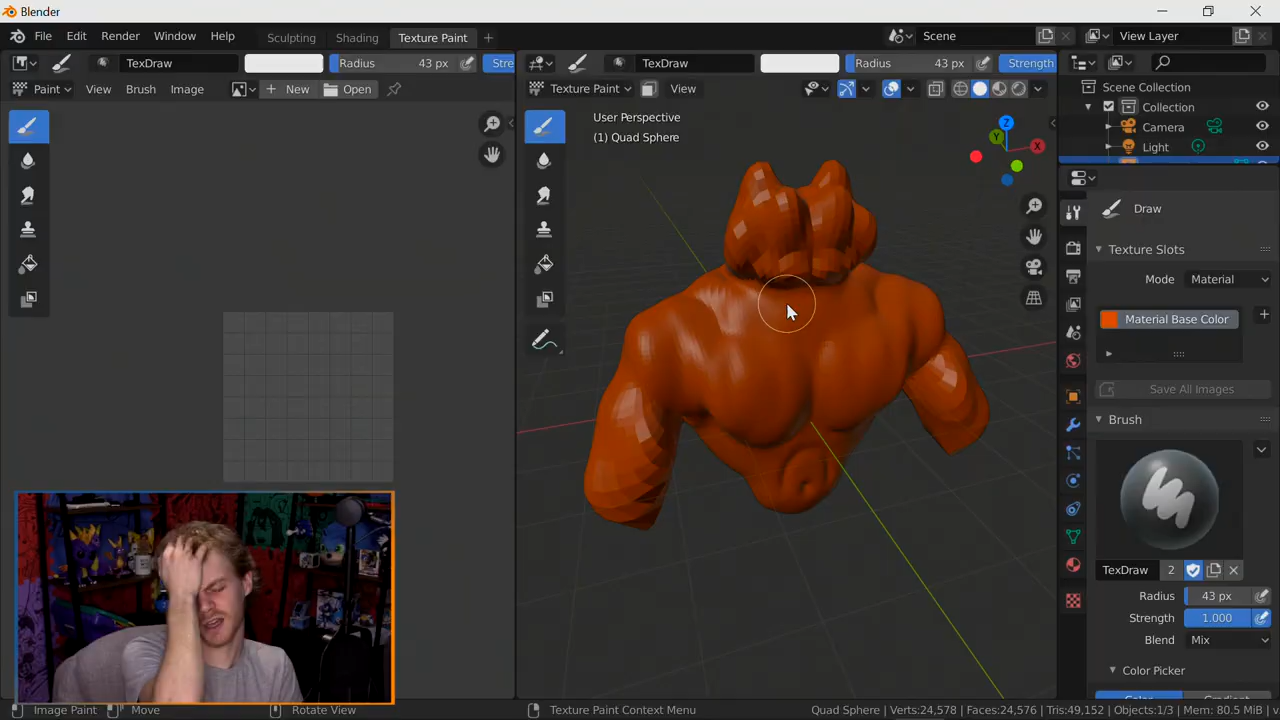 Blender
File Edit Render Window Help Sculpting Shading Texture Paint + Scene View Layer
TexDraw Radius 43 px Stre
TexDraw Radius 43 px Strength
Paint View Brush Image + New Open
Texture Paint View
User Perspective
(1) Quad Sphere
Z
Y
X
Scene Collection
Collection
Camera
Light
Draw
Texture Slots
Mode Material
Material Base Color +
Save All Images
Brush
TexDraw 2
Radius 43 px
Strength 1.000
Blend Mix
Color Picker
Color Gradient
Image Paint Move Rotate View Texture Paint Context Menu Quad Sphere | Verts:24,578 | Faces:24,576 | Tris:49,152 | Objects:1/3 | Mem: 80.5 MiB | v